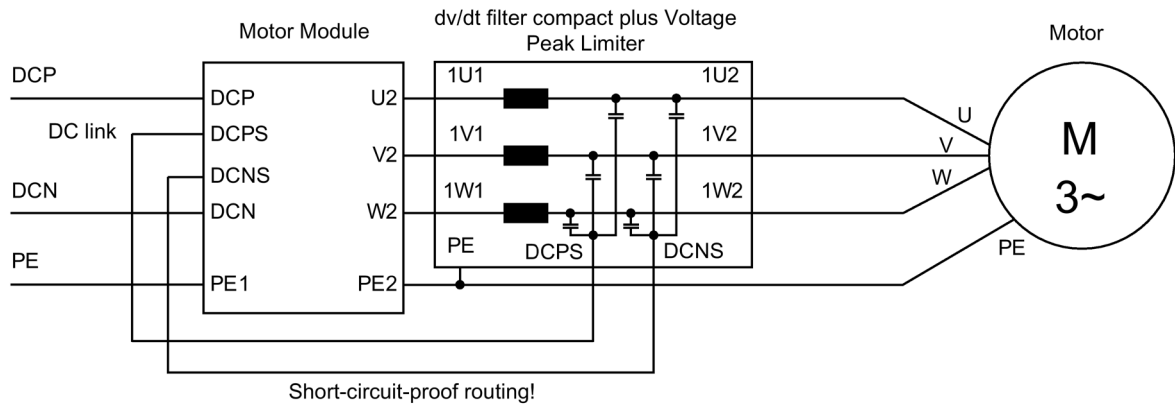 dv/dt filter compact plus Voltage
Peak Limiter
Motor Module
Motor
DCP
DCP
U2
1U1
1U2
U
DC link
DCPS
V2
1V1
1V2
V
M
3~
DCN
DCNS
DCN
W2
1W1
1W2
W
PE
DCPS
DCNS
PE
PE
PE1
PE2
Short-circuit-proof routing!